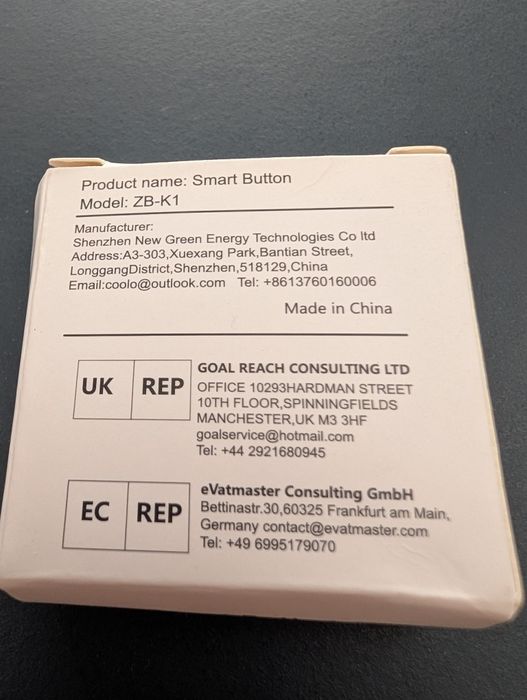 Product name: Smart Button
Model: ZB-K1
Manufacturer:
Shenzhen New Green Energy Technologies Co ltd
Address:A3-303,Xuexang Park,Bantian Street,
LonggangDistrict,Shenzhen,518129,China
Email:coolo@outlook.com Tel: +8613760160006
Made in China
UK REP
GOAL REACH CONSULTING LTD
OFFICE 10293HARDMAN STREET
10TH FLOOR,SPINNINGFIELDS
MANCHESTER,UK M3 3HF
goalservice@hotmail.com
Tel: +44 2921680945
EC REP
eVatmaster Consulting GmbH
Bettinastr.30,60325 Frankfurt am Main,
Germany contact@evatmaster.com
Tel: +49 6995179070